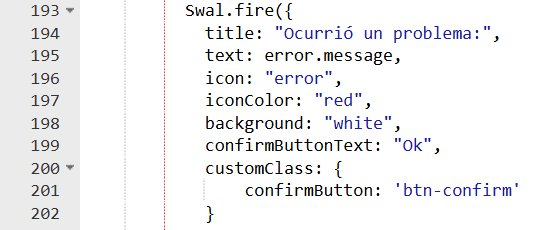 193 Swal.fire({
194 title: "Ocurrió un problema:",
195 text: error.message,
196 icon: "error",
197 iconColor: "red",
198 background: "white",
199 confirmButtonText: "Ok",
200 customClass: {
201 confirmButton: 'btn-confirm'
202 }